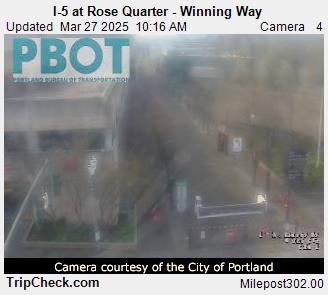 I-5 at Rose Quarter - Winning Way
Updated Mar 27 2025 10:16 AM Camera 4
PBOT
PORTLAND BUREAU OF TRANSPORTATION
Camera courtesy of the City of Portland
TripCheck.com Milepost302.00